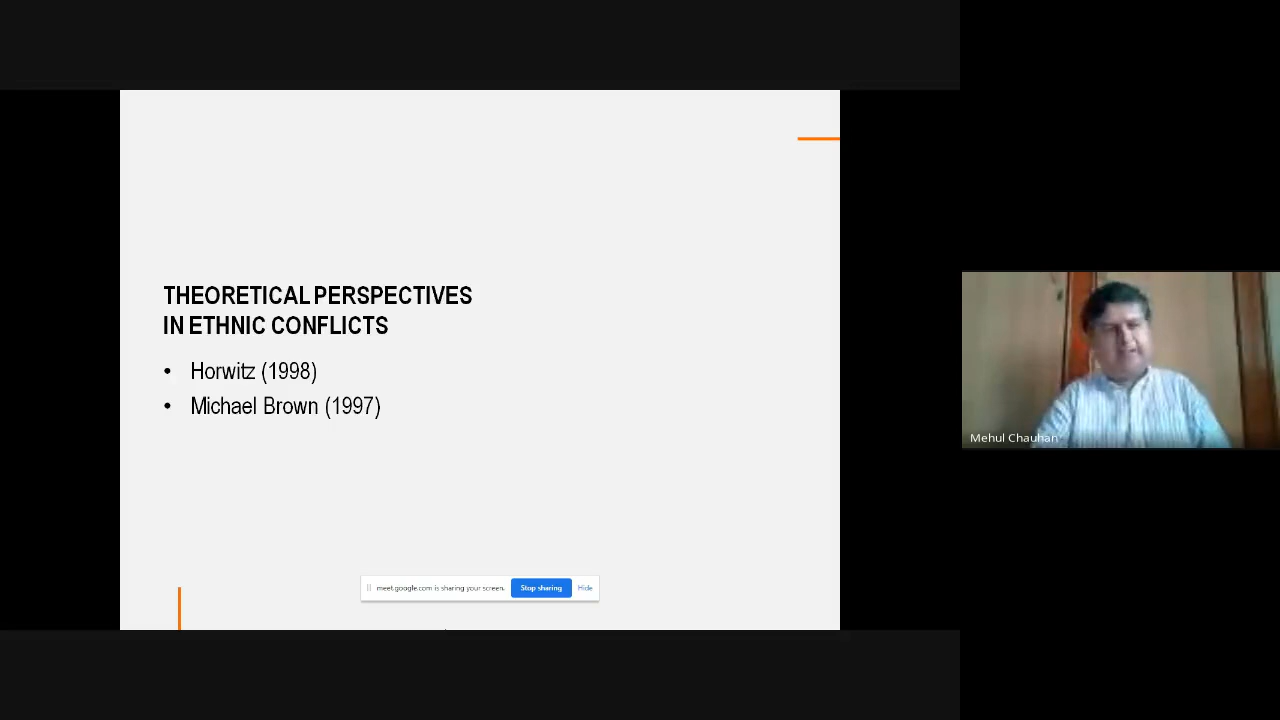 THEORETICAL PERSPECTIVES
IN ETHNIC CONFLICTS
• Horwitz (1998)
• Michael Brown (1997)
meet.google.com is sharing your screen. Stop sharing Hide
Mehul Chauhan